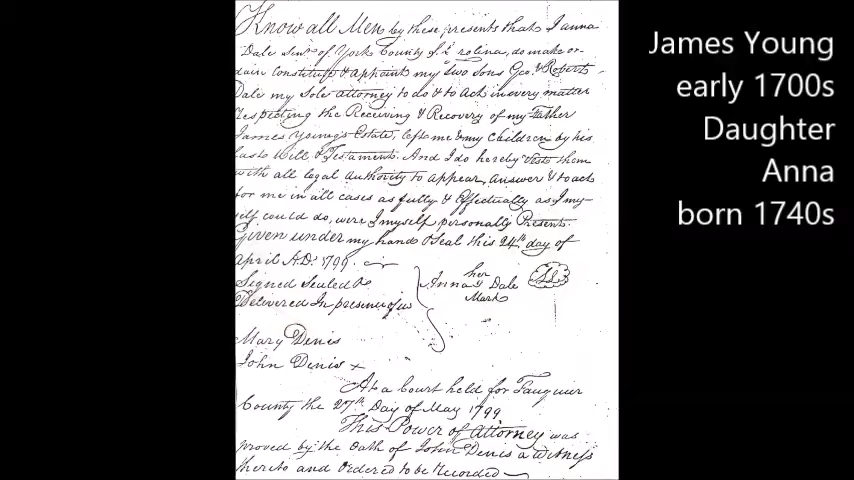 Know all Men by these presents that I anna
Dale Senr of York County So Carolina, do make or-
dain Constitute & appoint my Two Sons Geo. & Robert
Dale my Sole attorney to do & to Act in every matter
respecting the Receiving & Recovery of my Father
James Young's Estate, left me & my Children by his
Last Will & Testament. And I do hereby Vest them
with all legal authority to appear, answer & to act
for me in all cases as fully & Effectually as I my-
self could do, were I myself personally Present.
Given under my hand & Seal this 24th day of
April A.D. 1799.
Signed Sealed &
Delivered In presence of us
her
Anna + Dale
Mark
Mary Denis
John Denis x
At a Court held for Fauquier
County the 27th Day of May 1799
This Power of Attorney was
proved by the Oath of John Denis a witness
thereto and Ordered to be Recorded
James Young
early 1700s
Daughter
Anna
born 1740s